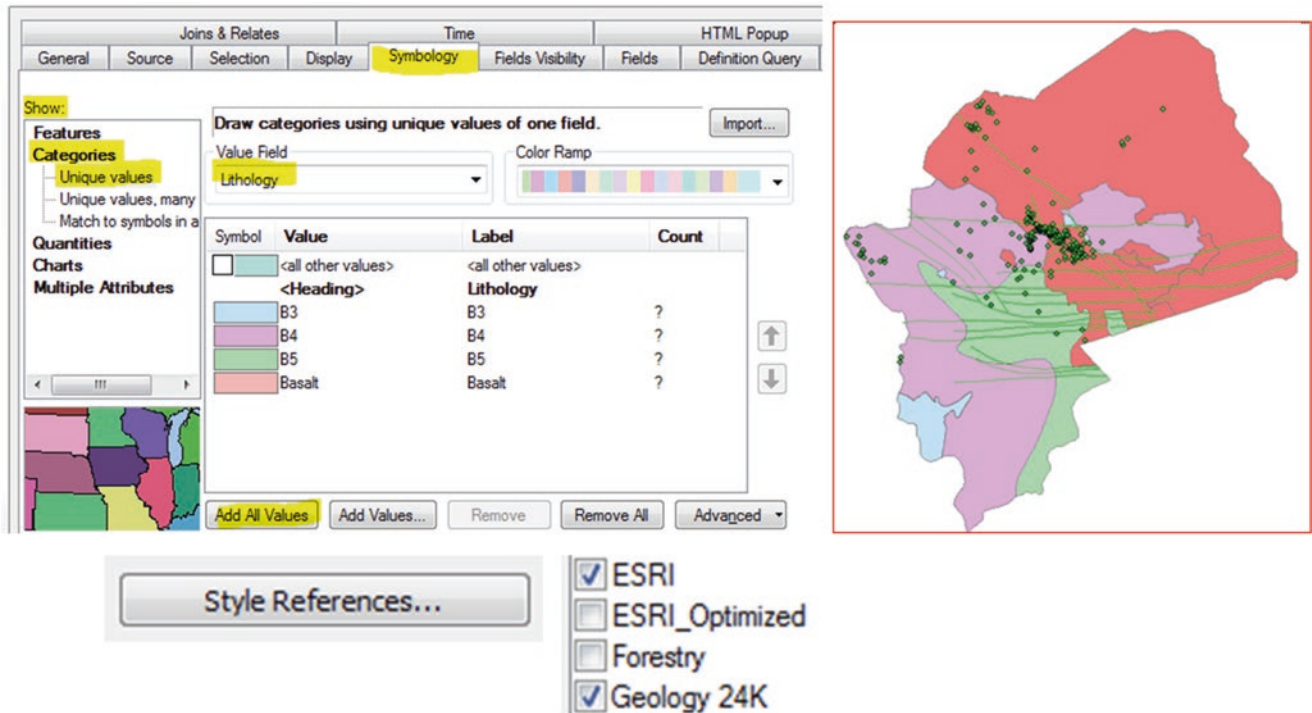 Joins & Relates Time HTML Popup
General Source Selection Display Symbology Fields Visibility Fields Definition Query
Show:
Features
Categories
Unique values
Unique values, many
Match to symbols in a
Quantities
Charts
Multiple Attributes
Draw categories using unique values of one field.
Import...
Value Field
Lithology
Color Ramp
Symbol Value Label Count
<all other values> <all other values>
<Heading> Lithology
B3 B3 ?
B4 B4 ?
B5 B5 ?
Basalt Basalt ?
Add All Values Add Values... Remove Remove All Advanced
Style References...
ESRI
ESRI_Optimized
Forestry
Geology 24K